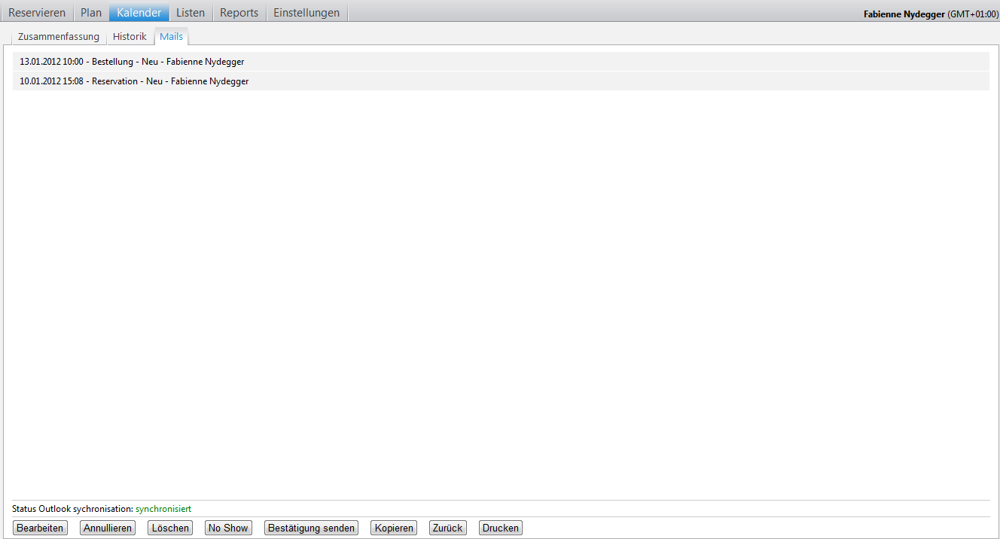 Reservieren Plan Kalender Listen Reports Einstellungen Fabienne Nydegger (GMT+01:00)
Zusammenfassung Historik Mails
13.01.2012 10:00 - Bestellung - Neu - Fabienne Nydegger
10.01.2012 15:08 - Reservation - Neu - Fabienne Nydegger
Status Outlook sychronisation: synchronisiert
Bearbeiten Annullieren Löschen No Show Bestätigung senden Kopieren Zurück Drucken